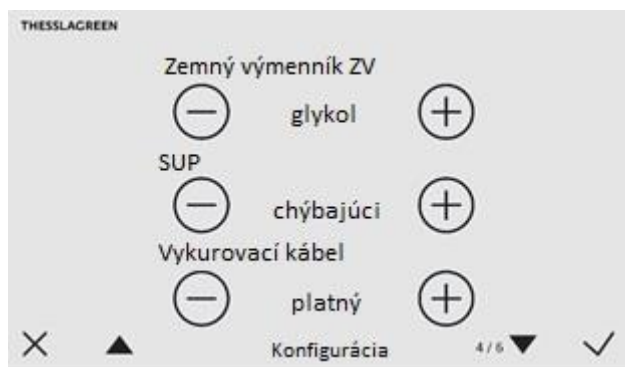 THESSLAGREEN
Zemný výmenník ZV
glykol
SUP
chýbajúci
Vykurovací kábel
platný
Konfigurácia
4/6